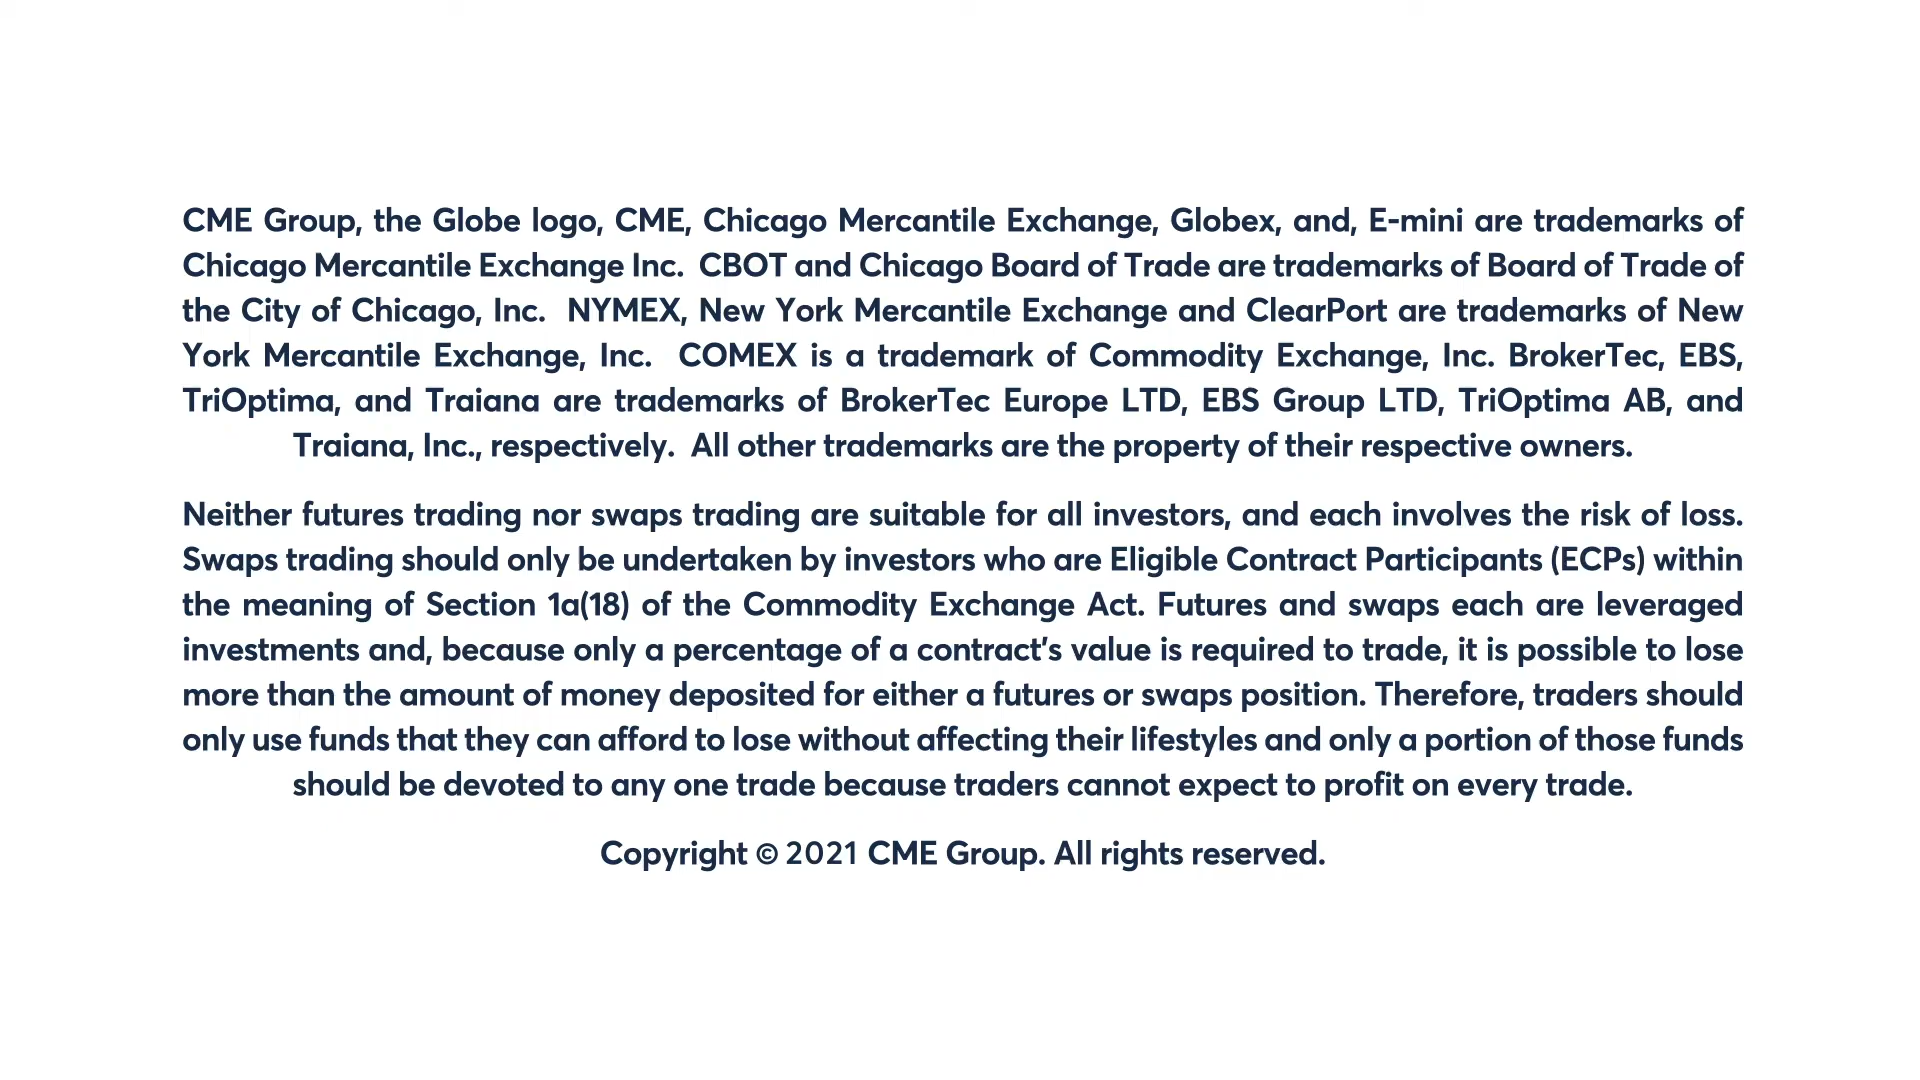 CME Group, the Globe logo, CME, Chicago Mercantile Exchange, Globex, and, E-mini are trademarks of
Chicago Mercantile Exchange Inc.  CBOT and Chicago Board of Trade are trademarks of Board of Trade of
the City of Chicago, Inc.  NYMEX, New York Mercantile Exchange and ClearPort are trademarks of New
York Mercantile Exchange, Inc.  COMEX is a trademark of Commodity Exchange, Inc. BrokerTec, EBS,
TriOptima, and Traiana are trademarks of BrokerTec Europe LTD, EBS Group LTD, TriOptima AB, and
Traiana, Inc., respectively.  All other trademarks are the property of their respective owners.
Neither futures trading nor swaps trading are suitable for all investors, and each involves the risk of loss.
Swaps trading should only be undertaken by investors who are Eligible Contract Participants (ECPs) within
the meaning of Section 1a(18) of the Commodity Exchange Act. Futures and swaps each are leveraged
investments and, because only a percentage of a contract’s value is required to trade, it is possible to lose
more than the amount of money deposited for either a futures or swaps position. Therefore, traders should
only use funds that they can afford to lose without affecting their lifestyles and only a portion of those funds
should be devoted to any one trade because traders cannot expect to profit on every trade.
Copyright © 2021 CME Group. All rights reserved.